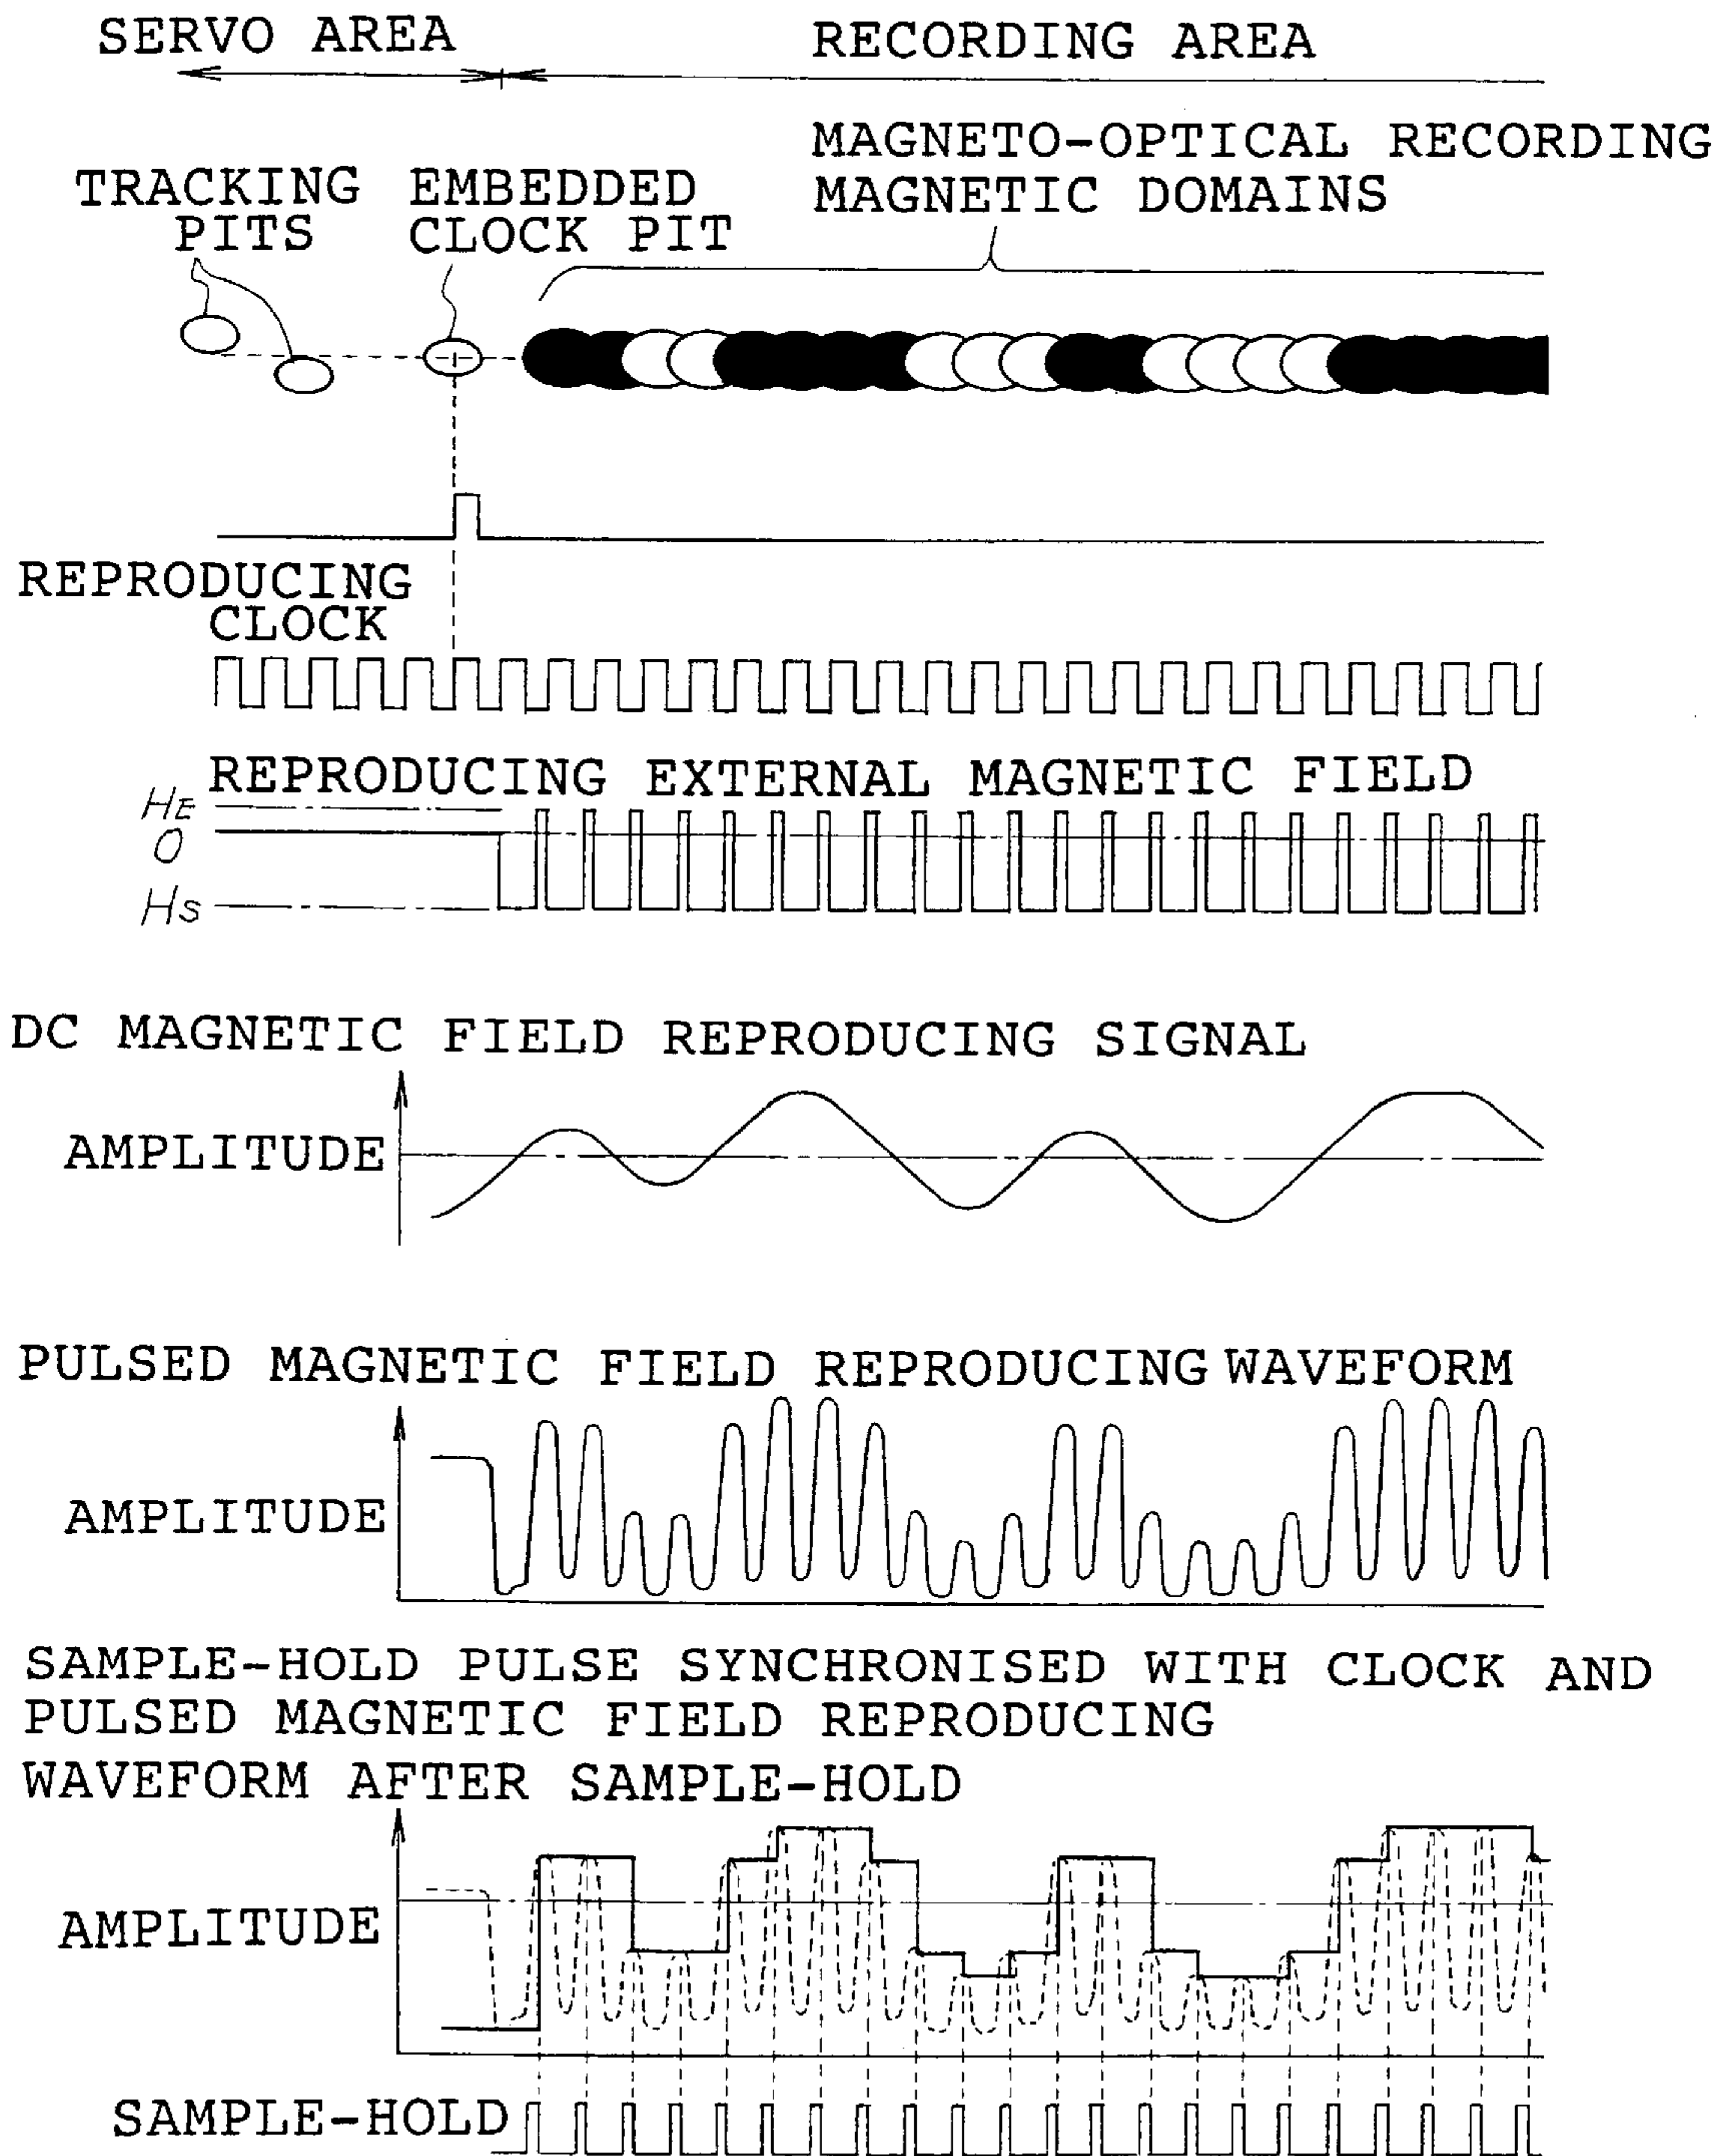 SERVO AREA
RECORDING AREA
MAGNETO-OPTICAL RECORDING
MAGNETIC DOMAINS
TRACKING
PITS
EMBEDDED
CLOCK PIT
REPRODUCING
CLOCK
REPRODUCING EXTERNAL MAGNETIC FIELD
HE
O
HS
DC MAGNETIC FIELD REPRODUCING SIGNAL
AMPLITUDE
PULSED MAGNETIC FIELD REPRODUCING WAVEFORM
AMPLITUDE
SAMPLE-HOLD PULSE SYNCHRONISED WITH CLOCK AND
PULSED MAGNETIC FIELD REPRODUCING
WAVEFORM AFTER SAMPLE-HOLD
AMPLITUDE
SAMPLE-HOLD